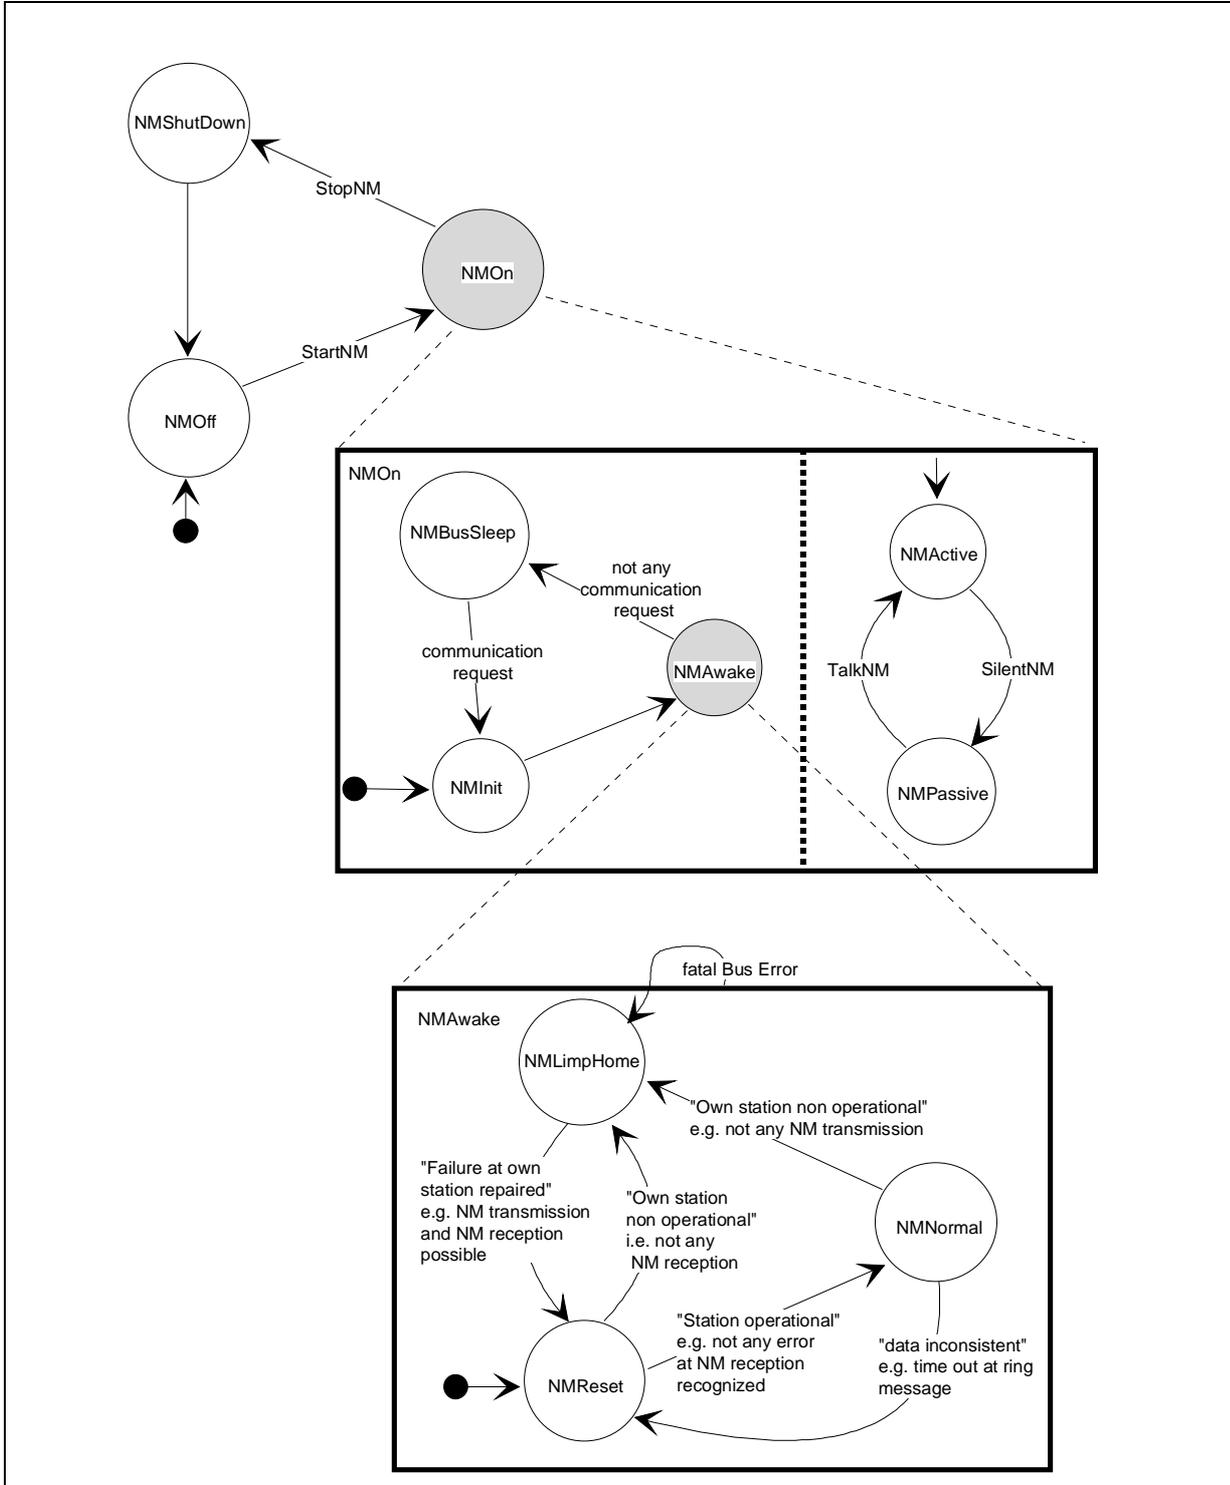 NMShutDown
StopNM
NMOn
StartNM
NMOff
NMOn
NMBusSleep
not any
communication
request
communication
request
NMAwake
NMInit
NMActive
TalkNM
SilentNM
NMPassive
fatal Bus Error
NMAwake
NMLimpHome
"Own station non operational"
e.g. not any NM transmission
"Failure at own
station repaired"
e.g. NM transmission
and NM reception
possible
"Own station
non operational"
i.e. not any
NM reception
NMNormal
"Station operational"
e.g. not any error
at NM reception
recognized
"data inconsistent"
e.g. time out at ring
message
NMReset